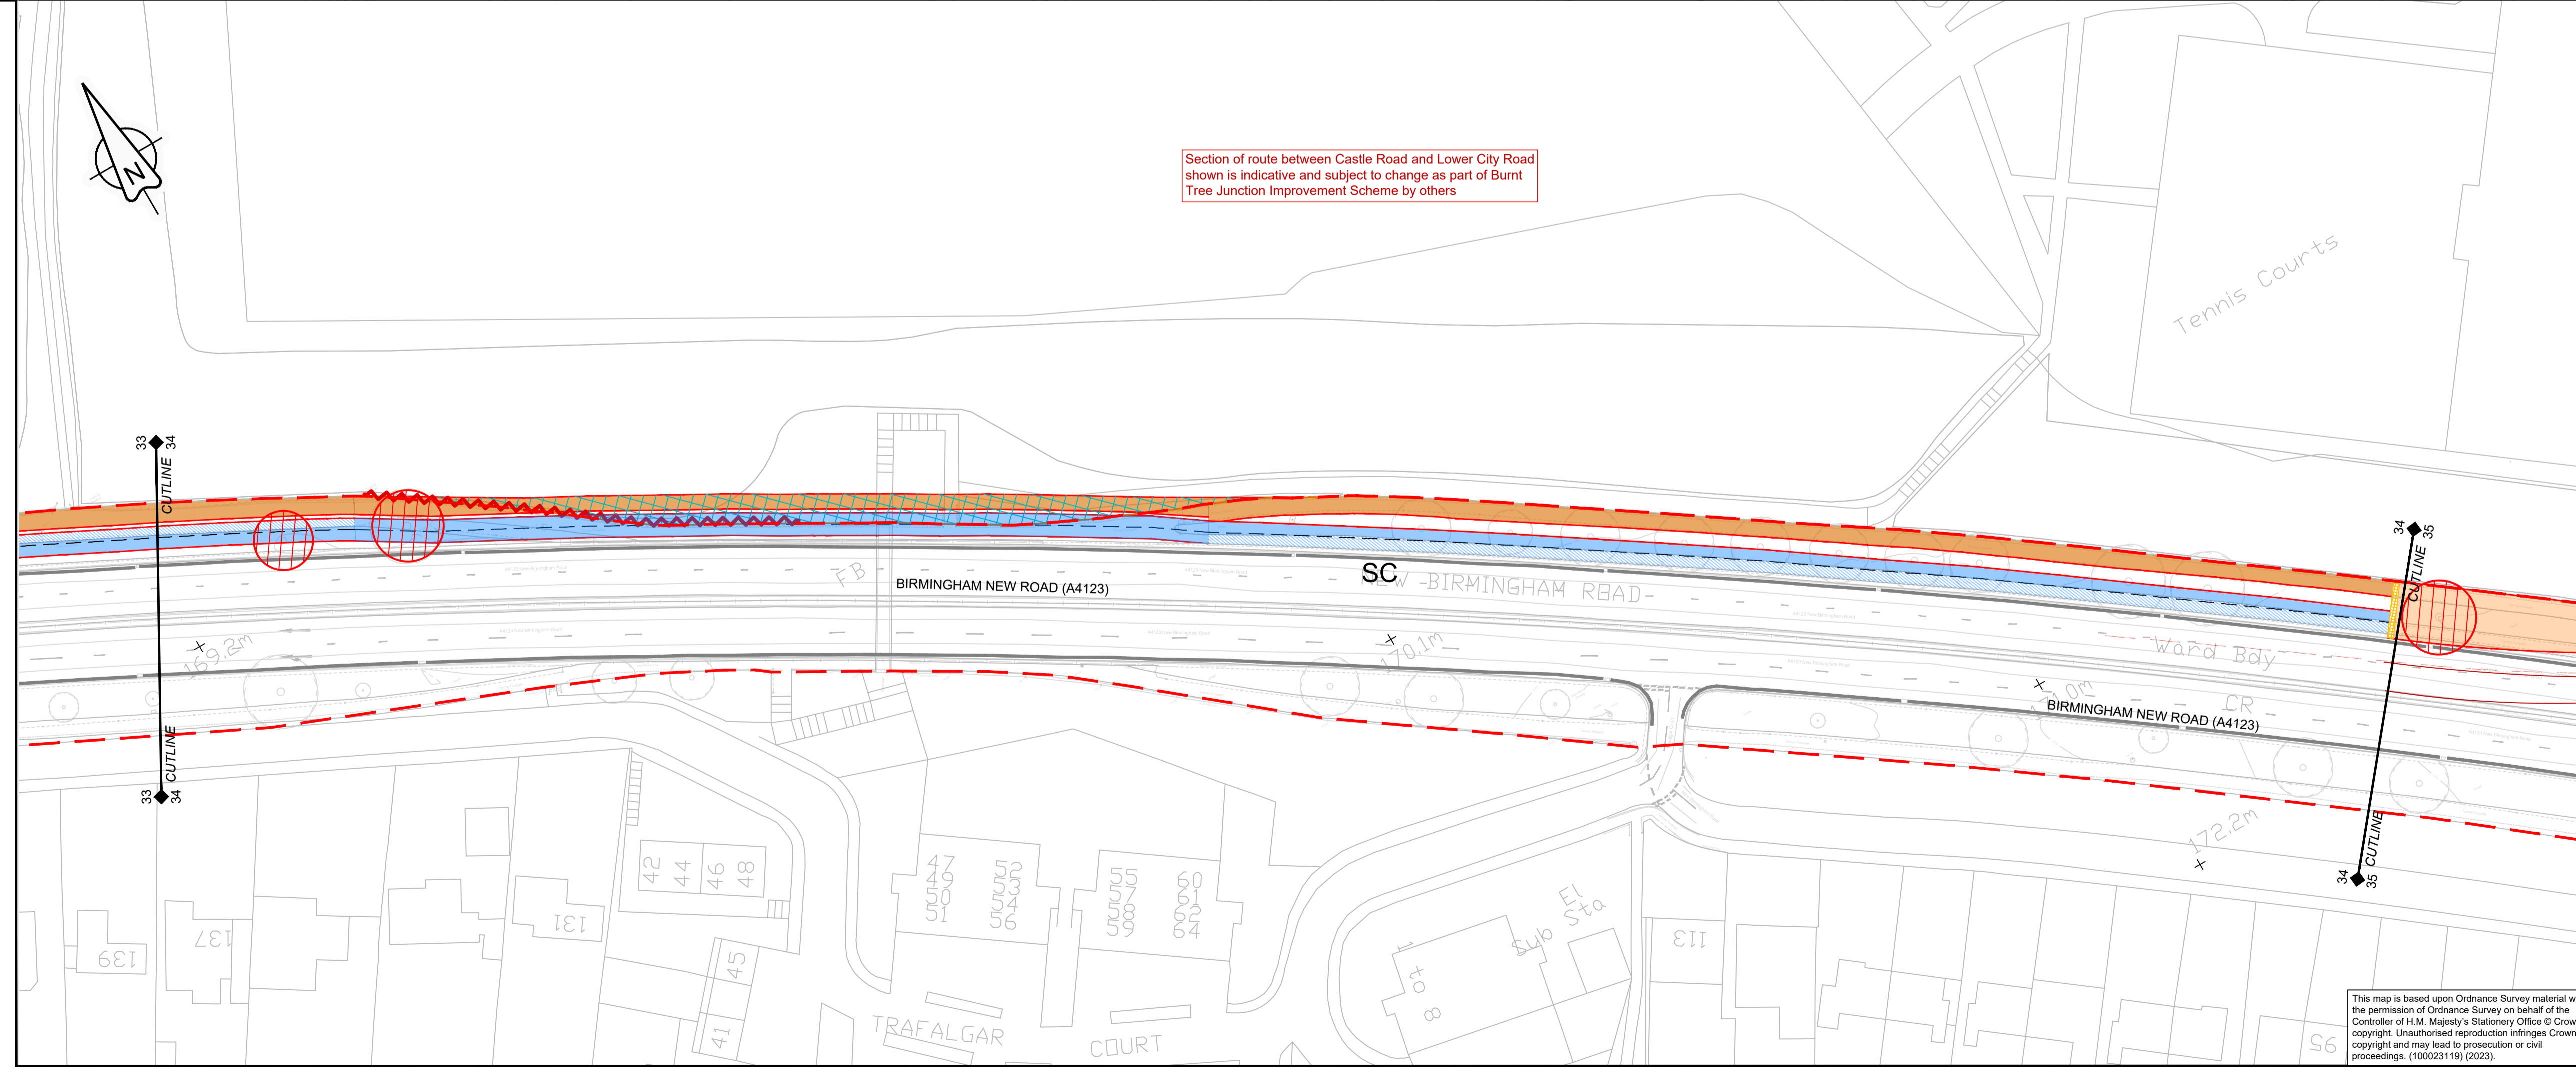 Section of route between Castle Road and Lower City Road
shown is indicative and subject to change as part of Burnt
Tree Junction Improvement Scheme by others
N
Tennis Courts
33
34
CUTLINE
34
35
CUTLINE
FB
BIRMINGHAM NEW ROAD (A4123)
SC
NEW BIRMINGHAM ROAD
169.2m
170.1m
Ward Bdy
CR
BIRMINGHAM NEW ROAD (A4123)
CUTLINE
33
34
172.2m
CUTLINE
34
35
42
44
46
48
47
49
50
51
52
53
54
56
55
57
58
59
60
61
62
64
El
Sub Sta
1 to 8
139
137
131
45
41
113
95
TRAFALGAR
COURT
This map is based upon Ordnance Survey material w
the permission of Ordnance Survey on behalf of the
Controller of H.M. Majesty's Stationery Office © Crow
copyright. Unauthorised reproduction infringes Crown
copyright and may lead to prosecution or civil
proceedings. (100023119) (2023).